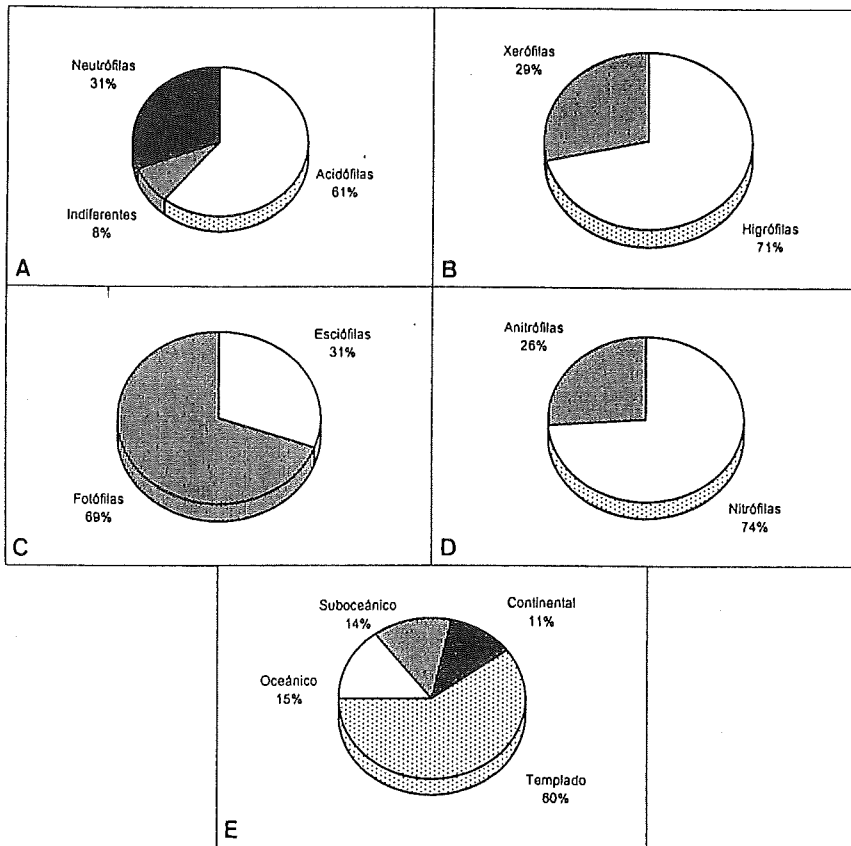 Neutrófilas
31%
Acidófilas
61%
Indiferentes
8%
A
Xerófilas
29%
Higrófilas
71%
B
Esciófilas
31%
Fotófilas
69%
C
Anitrófilas
26%
Nitrófilas
74%
D
Suboceánico
14%
Continental
11%
Oceánico
15%
Templado
60%
E